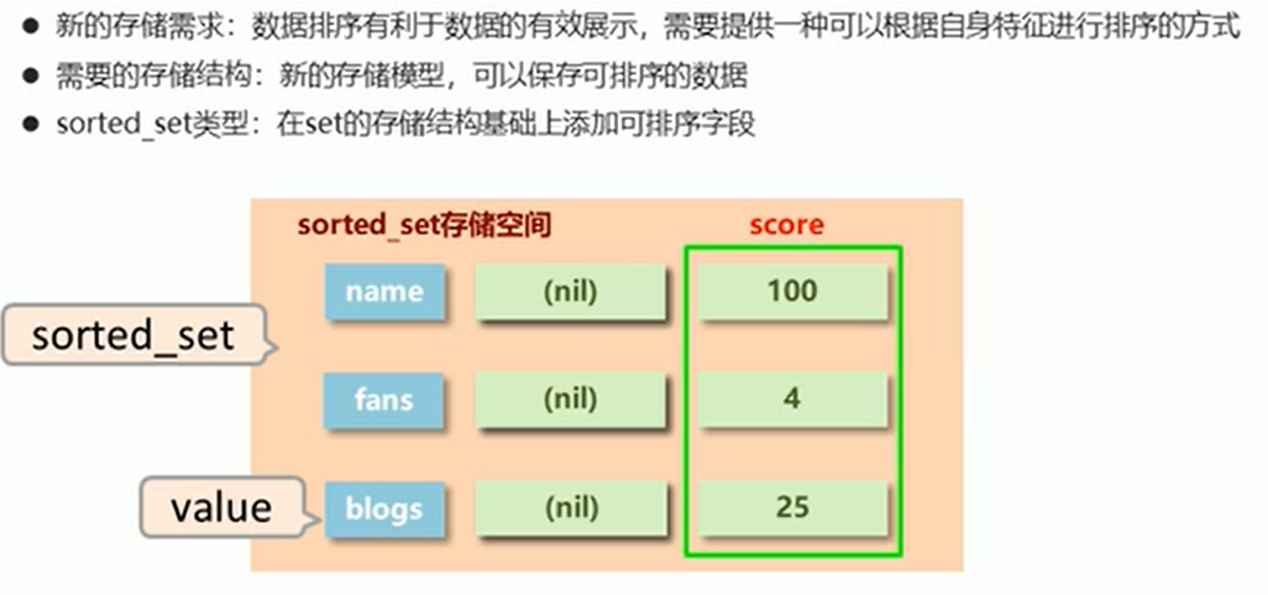 ● 新的存储需求：数据排序有利于数据的有效展示，需要提供一种可以根据自身特征进行排序的方式
● 需要的存储结构：新的存储模型，可以保存可排序的数据
● sorted_set类型：在set的存储结构基础上添加可排序字段
sorted_set存储空间 score
name (nil) 100
sorted_set
fans (nil) 4
value blogs (nil) 25